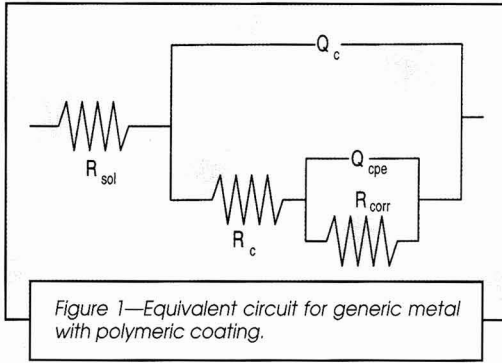 Q_c
R_sol
Q_cpe
R_corr
R_c
Figure 1—Equivalent circuit for generic metal
with polymeric coating.